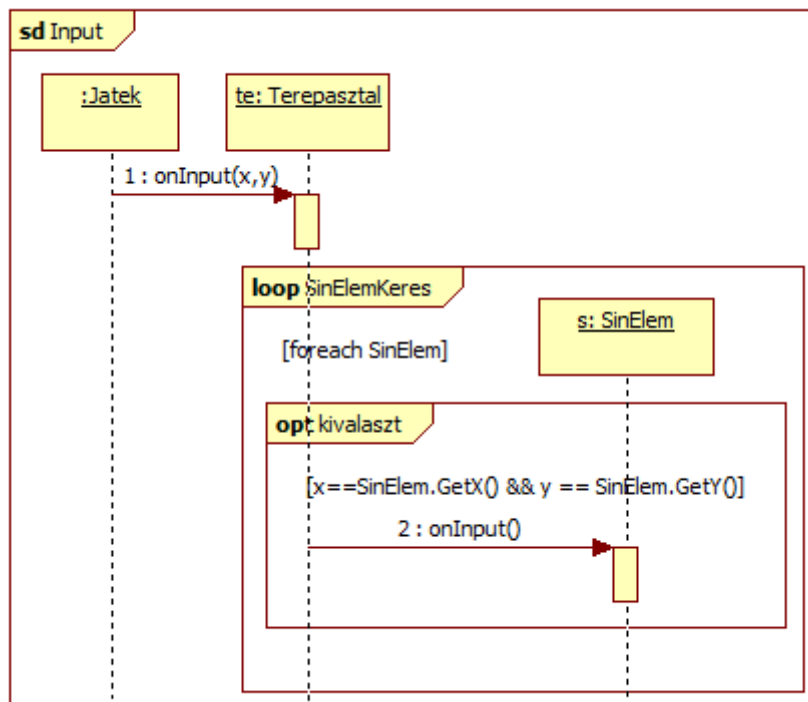 sd Input
:Jatek
te: Terepasztal
1 : onInput(x,y)
loop SinElemKeres
s: SinElem
[foreach SinElem]
opt kivalaszt
[x==SinElem.GetX() && y == SinElem.GetY()]
2 : onInput()